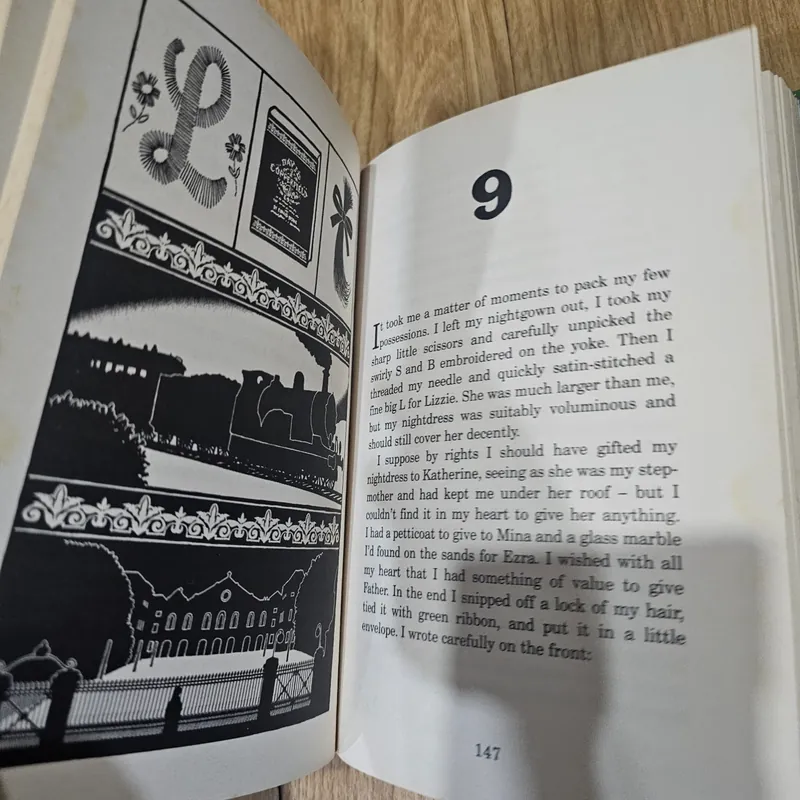 L
DAVID
COPPERFIELD
9
It took me a matter of moments to pack my few
possessions. I left my nightgown out, I took my
sharp little scissors and carefully unpicked the
swirly S and B embroidered on the yoke. Then I
threaded my needle and quickly satin-stitched a
fine big L for Lizzie. She was much larger than me,
but my nightdress was suitably voluminous and
should still cover her decently.
I suppose by rights I should have gifted my
nightdress to Katherine, seeing as she was my step-
mother and had kept me under her roof – but I
couldn't find it in my heart to give her anything.
I had a petticoat to give to Mina and a glass marble
I'd found on the sands for Ezra. I wished with all
my heart that I had something of value to give
Father. In the end I snipped off a lock of my hair,
tied it with green ribbon, and put it in a little
envelope. I wrote carefully on the front:
147